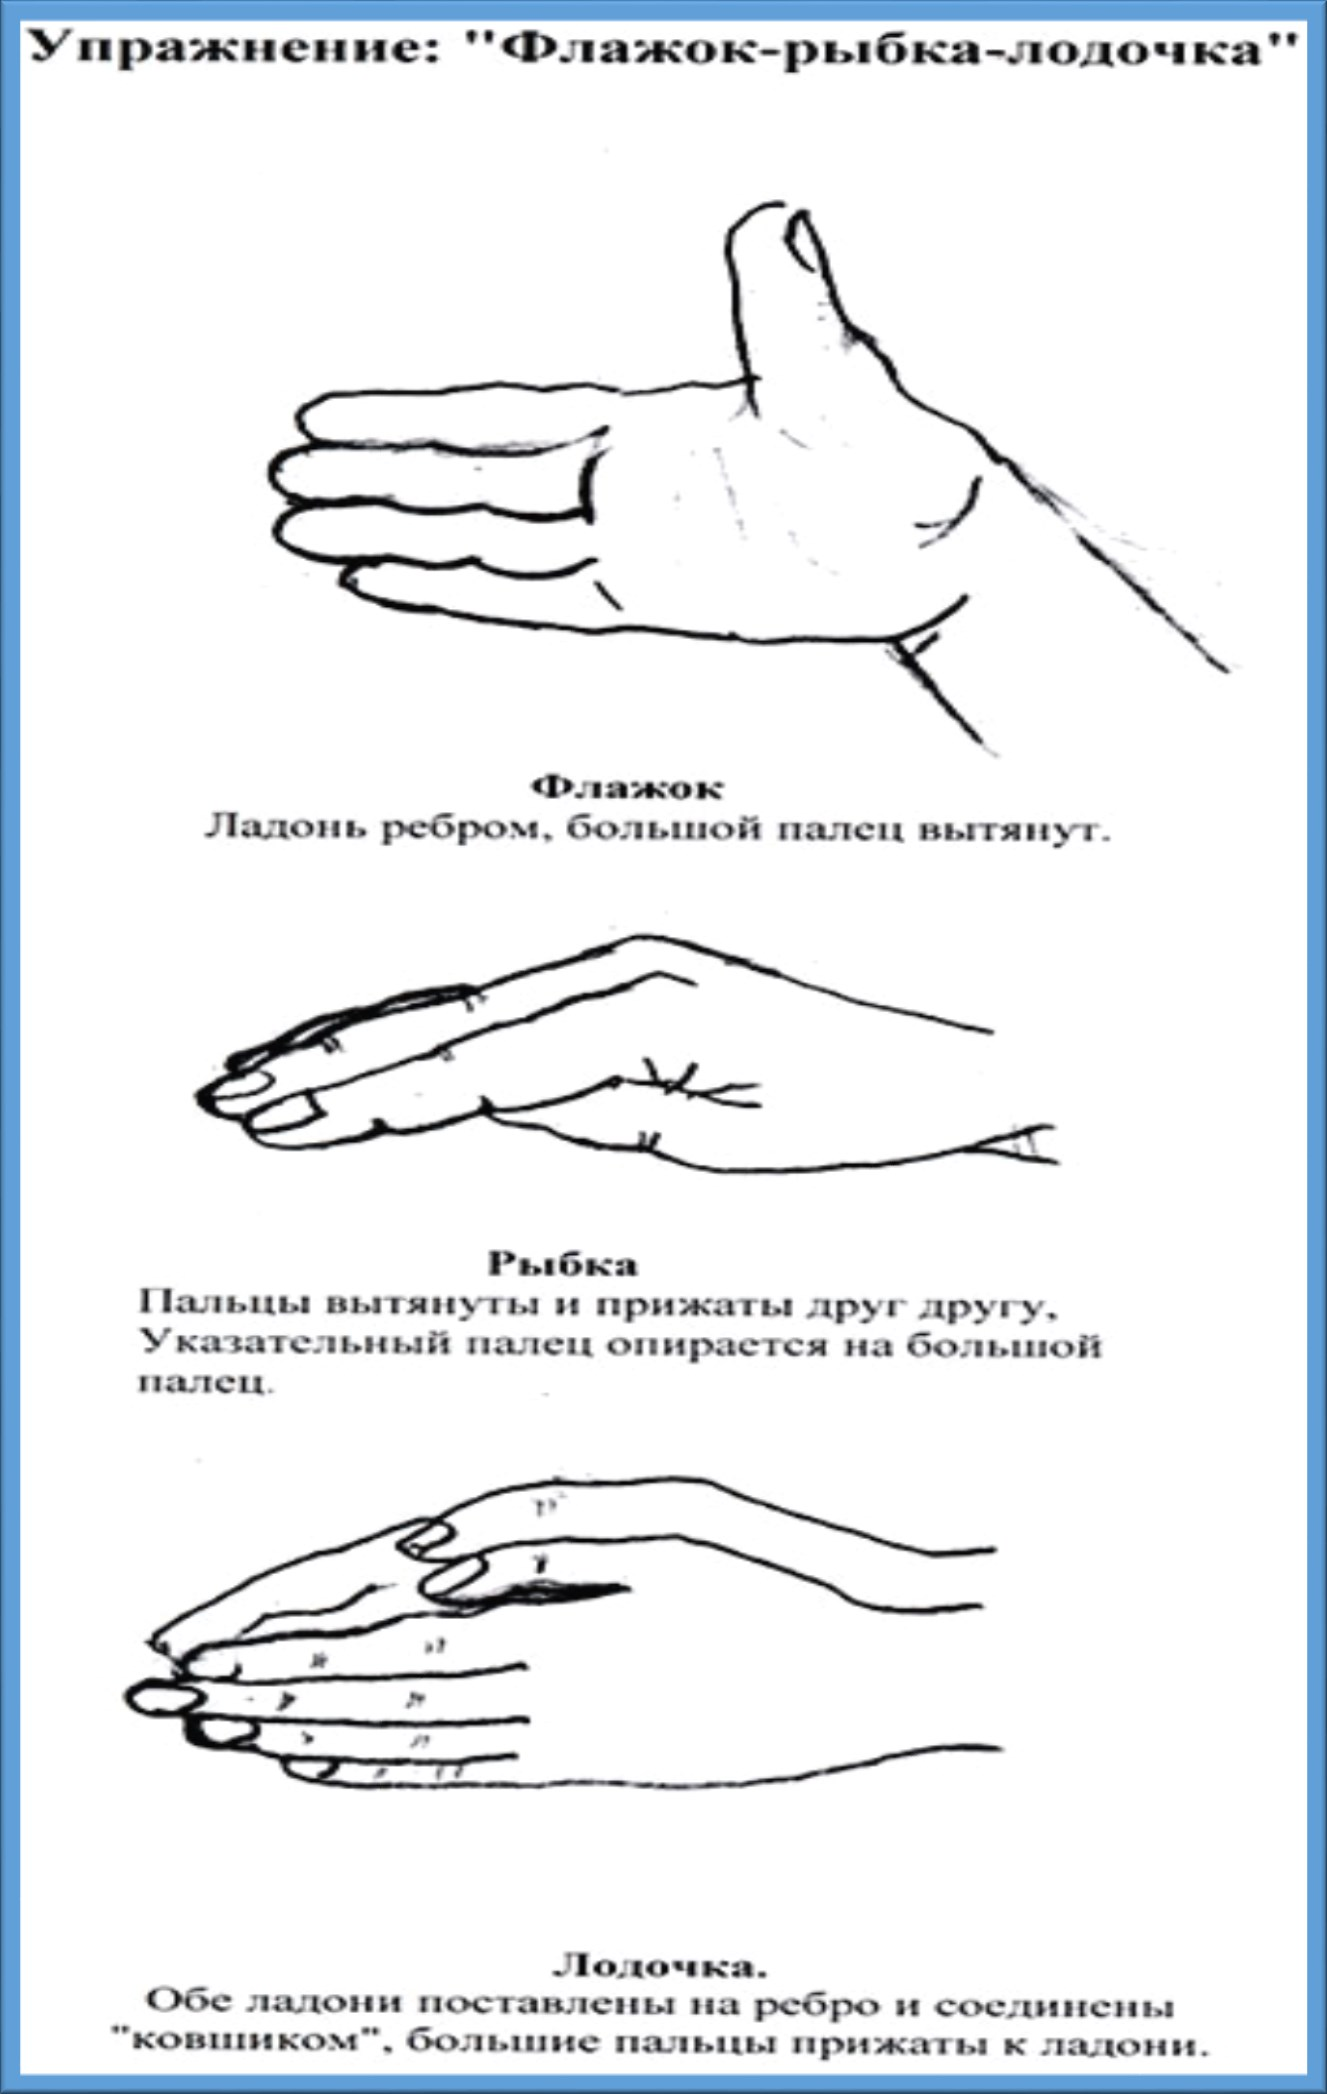 Упражнение: "Флажок-рыбка-лодочка"
Флажок
Ладонь ребром, большой палец вытянут.
Рыбка
Пальцы вытянуты и прижаты друг другу,
Указательный палец опирается на большой
палец.
Лодочка.
Обе ладони поставлены на ребро и соединены
"ковшиком", большие пальцы прижаты к ладони.